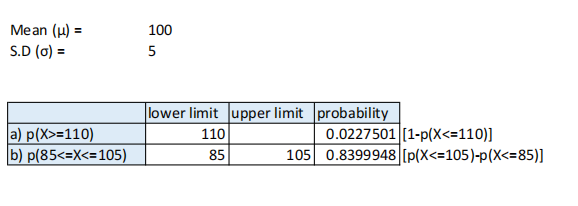 Mean (μ) = 100
S.D (σ) = 5
lower limit upper limit probability
a) p(X>=110) 110 0.0227501 [1-p(X<=110)]
b) p(85<=X<=105) 85 105 0.8399948 [p(X<=105)-p(X<=85)]